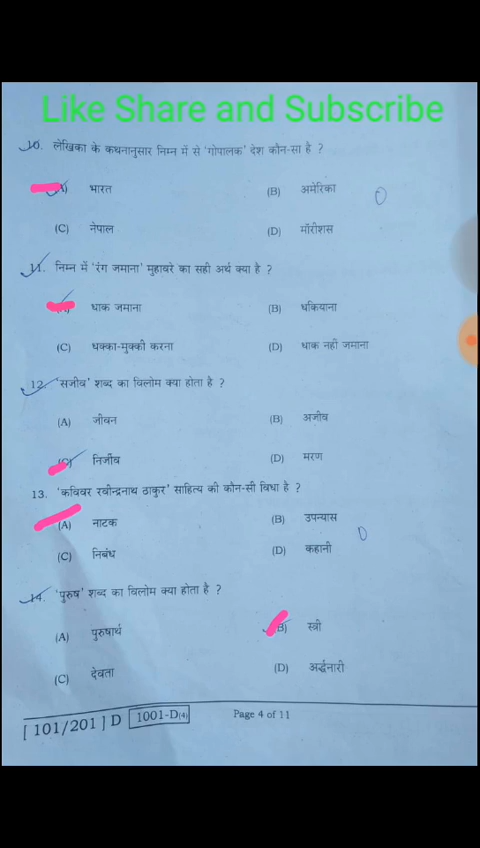 Like Share and Subscribe
10. लेखिका के कथनानुसार निम्न में से 'गोपालक' देश कौन-सा है ?
भारत (B) अमेरिका
(C) नेपाल (D) मॉरीशस
11. निम्न में 'रंग जमाना' मुहावरे का सही अर्थ क्या है ?
धाक जमाना (B) धकियाना
(C) धक्का-मुक्की करना (D) धाक नहीं जमाना
12. 'सजीव' शब्द का विलोम क्या होता है ?
(A) जीवन (B) अजीव
(C) निर्जीव (D) मरण
13. 'कविवर रवीन्द्रनाथ ठाकुर' साहित्य की कौन-सी विधा है ?
(A) नाटक (B) उपन्यास
(C) निबंध (D) कहानी
14. 'पुरुष' शब्द का विलोम क्या होता है ?
(A) पुरुषार्थ (B) स्त्री
(C) देवता (D) अर्द्धनारी
[ 101/201 ] D 1001-D(4) Page 4 of 11